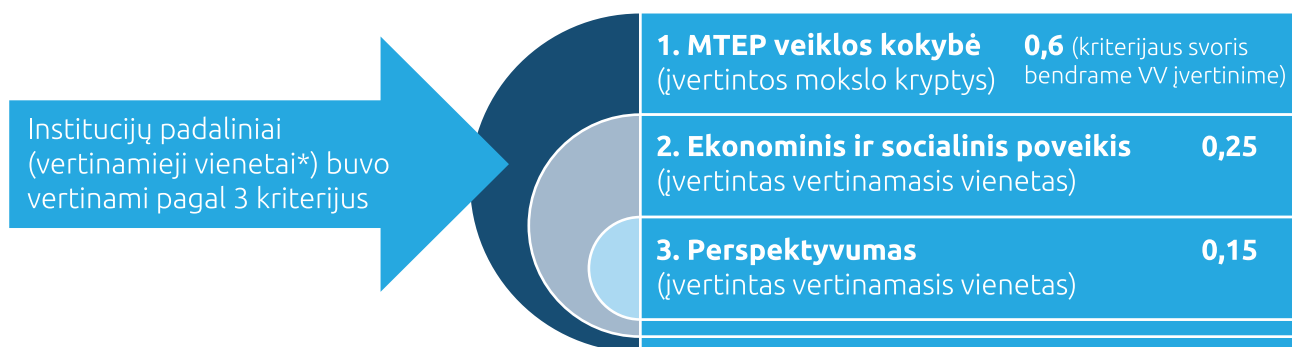 Institucijų padaliniai
(vertinamieji vienetai*) buvo
vertinami pagal 3 kriterijus
1. MTEP veiklos kokybė 0,6 (kriterijaus svoris
(įvertintos mokslo kryptys) bendrame VV įvertinime)
2. Ekonominis ir socialinis poveikis 0,25
(įvertintas vertinamasis vienetas)
3. Perspektyvumas 0,15
(įvertintas vertinamasis vienetas)